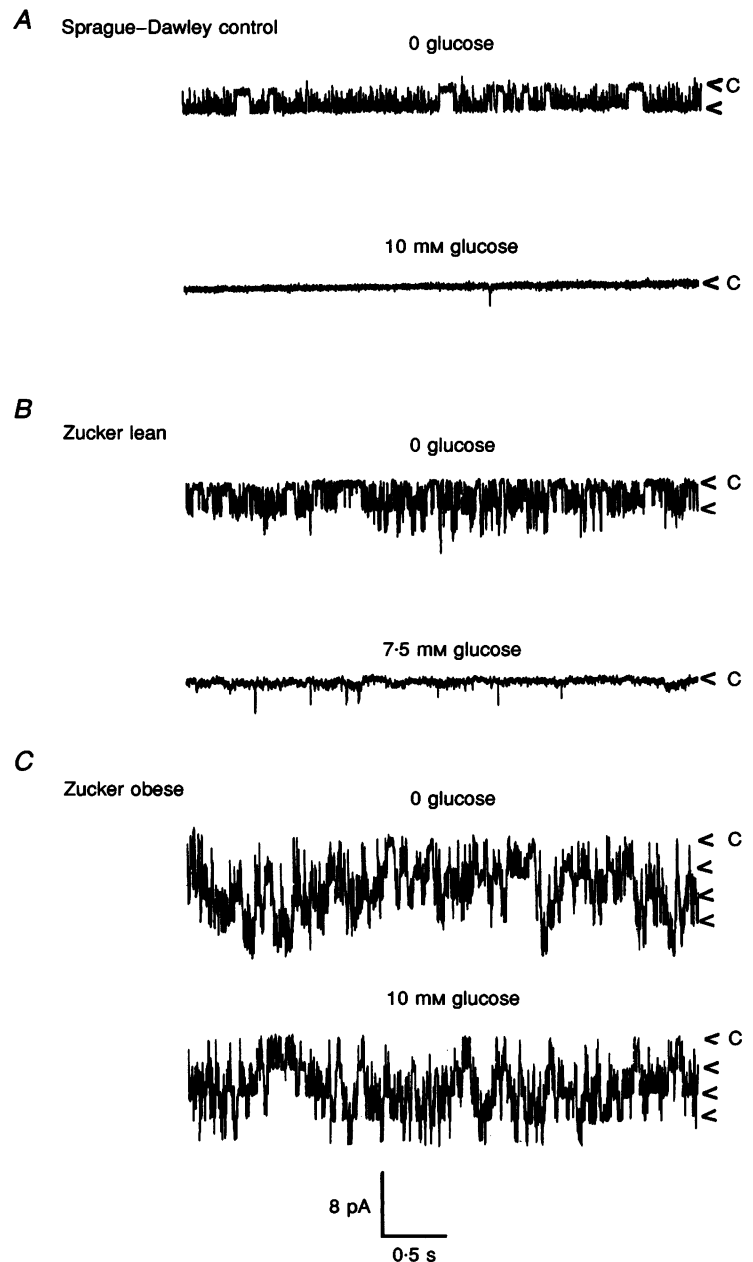 A Sprague–Dawley control
0 glucose
< C
<
10 mM glucose
< C
B
Zucker lean
0 glucose
< C
<
7·5 mM glucose
< C
C
Zucker obese
0 glucose
< C
<
<
<
10 mM glucose
< C
<
<
<
8 pA
0·5 s